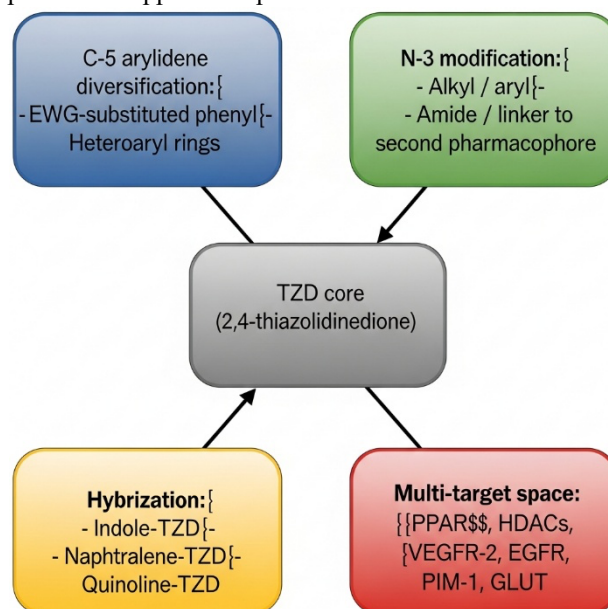 C-5 arylidene
diversification:{
- EWG-substituted phenyl{-
Heteroaryl rings
N-3 modification:{
- Alkyl / aryl{-
- Amide / linker to
second pharmacophore
TZD core
(2,4-thiazolidinedione)
Hybrization:{
- Indole-TZD{-
- Naphtralene-TZD{-
Quinoline-TZD
Multi-target space:
{{PPAR$$, HDACs,
{VEGFR-2, EGFR,
PIM-1, GLUT